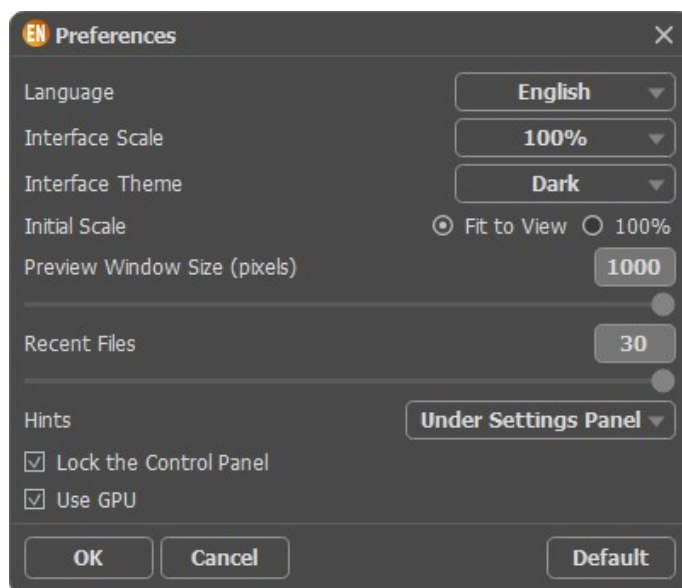 EN Preferences
Language English
Interface Scale 100%
Interface Theme Dark
Initial Scale Fit to View 100%
Preview Window Size (pixels) 1000
Recent Files 30
Hints Under Settings Panel
Lock the Control Panel
Use GPU
OK Cancel Default